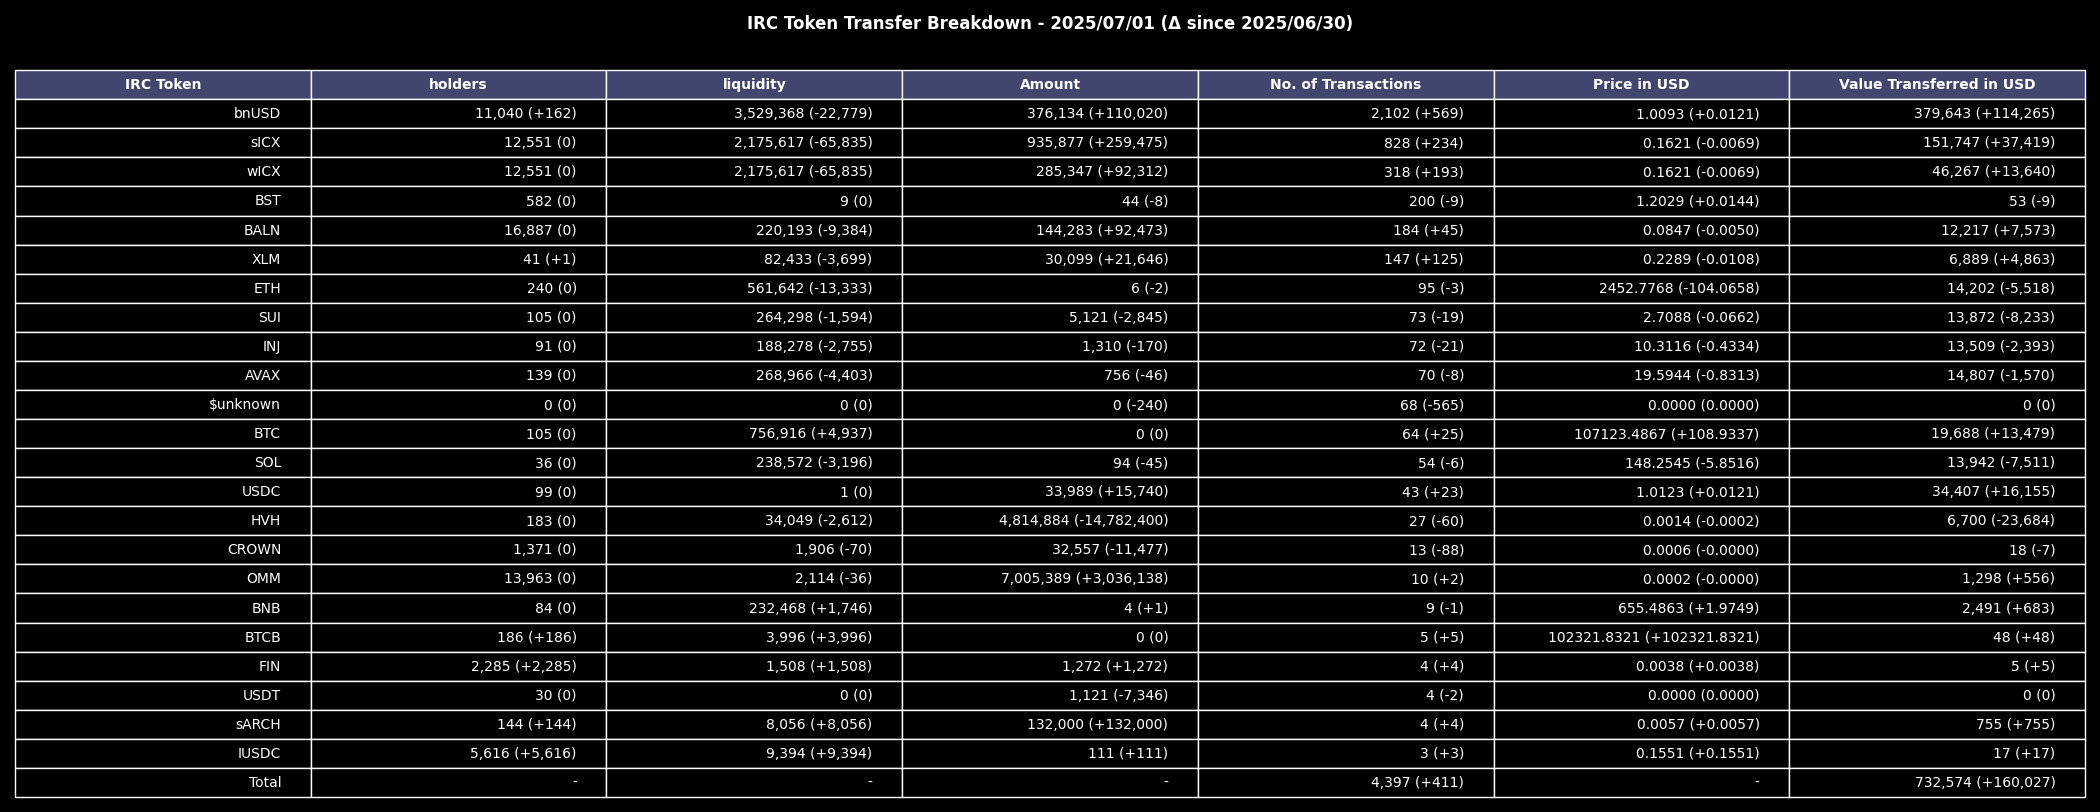 IRC Token Transfer Breakdown - 2025/07/01 (Δ since 2025/06/30)
IRC Token holders liquidity Amount No. of Transactions Price in USD Value Transferred in USD
bnUSD 11,040 (+162) 3,529,368 (-22,779) 376,134 (+110,020) 2,102 (+569) 1.0093 (+0.0121) 379,643 (+114,265)
sICX 12,551 (0) 2,175,617 (-65,835) 935,877 (+259,475) 828 (+234) 0.1621 (-0.0069) 151,747 (+37,419)
wICX 12,551 (0) 2,175,617 (-65,835) 285,347 (+92,312) 318 (+193) 0.1621 (-0.0069) 46,267 (+13,640)
BST 582 (0) 9 (0) 44 (-8) 200 (-9) 1.2029 (+0.0144) 53 (-9)
BALN 16,887 (0) 220,193 (-9,384) 144,283 (+92,473) 184 (+45) 0.0847 (-0.0050) 12,217 (+7,573)
XLM 41 (+1) 82,433 (-3,699) 30,099 (+21,646) 147 (+125) 0.2289 (-0.0108) 6,889 (+4,863)
ETH 240 (0) 561,642 (-13,333) 6 (-2) 95 (-3) 2452.7768 (-104.0658) 14,202 (-5,518)
SUI 105 (0) 264,298 (-1,594) 5,121 (-2,845) 73 (-19) 2.7088 (-0.0662) 13,872 (-8,233)
INJ 91 (0) 188,278 (-2,755) 1,310 (-170) 72 (-21) 10.3116 (-0.4334) 13,509 (-2,393)
AVAX 139 (0) 268,966 (-4,403) 756 (-46) 70 (-8) 19.5944 (-0.8313) 14,807 (-1,570)
$unknown 0 (0) 0 (0) 0 (-240) 68 (-565) 0.0000 (0.0000) 0 (0)
BTC 105 (0) 756,916 (+4,937) 0 (0) 64 (+25) 107123.4867 (+108.9337) 19,688 (+13,479)
SOL 36 (0) 238,572 (-3,196) 94 (-45) 54 (-6) 148.2545 (-5.8516) 13,942 (-7,511)
USDC 99 (0) 1 (0) 33,989 (+15,740) 43 (+23) 1.0123 (+0.0121) 34,407 (+16,155)
HVH 183 (0) 34,049 (-2,612) 4,814,884 (-14,782,400) 27 (-60) 0.0014 (-0.0002) 6,700 (-23,684)
CROWN 1,371 (0) 1,906 (-70) 32,557 (-11,477) 13 (-88) 0.0006 (-0.0000) 18 (-7)
OMM 13,963 (0) 2,114 (-36) 7,005,389 (+3,036,138) 10 (+2) 0.0002 (-0.0000) 1,298 (+556)
BNB 84 (0) 232,468 (+1,746) 4 (+1) 9 (-1) 655.4863 (+1.9749) 2,491 (+683)
BTCB 186 (+186) 3,996 (+3,996) 0 (0) 5 (+5) 102321.8321 (+102321.8321) 48 (+48)
FIN 2,285 (+2,285) 1,508 (+1,508) 1,272 (+1,272) 4 (+4) 0.0038 (+0.0038) 5 (+5)
USDT 30 (0) 0 (0) 1,121 (-7,346) 4 (-2) 0.0000 (0.0000) 0 (0)
sARCH 144 (+144) 8,056 (+8,056) 132,000 (+132,000) 4 (+4) 0.0057 (+0.0057) 755 (+755)
IUSDC 5,616 (+5,616) 9,394 (+9,394) 111 (+111) 3 (+3) 0.1551 (+0.1551) 17 (+17)
Total - - - 4,397 (+411) - 732,574 (+160,027)